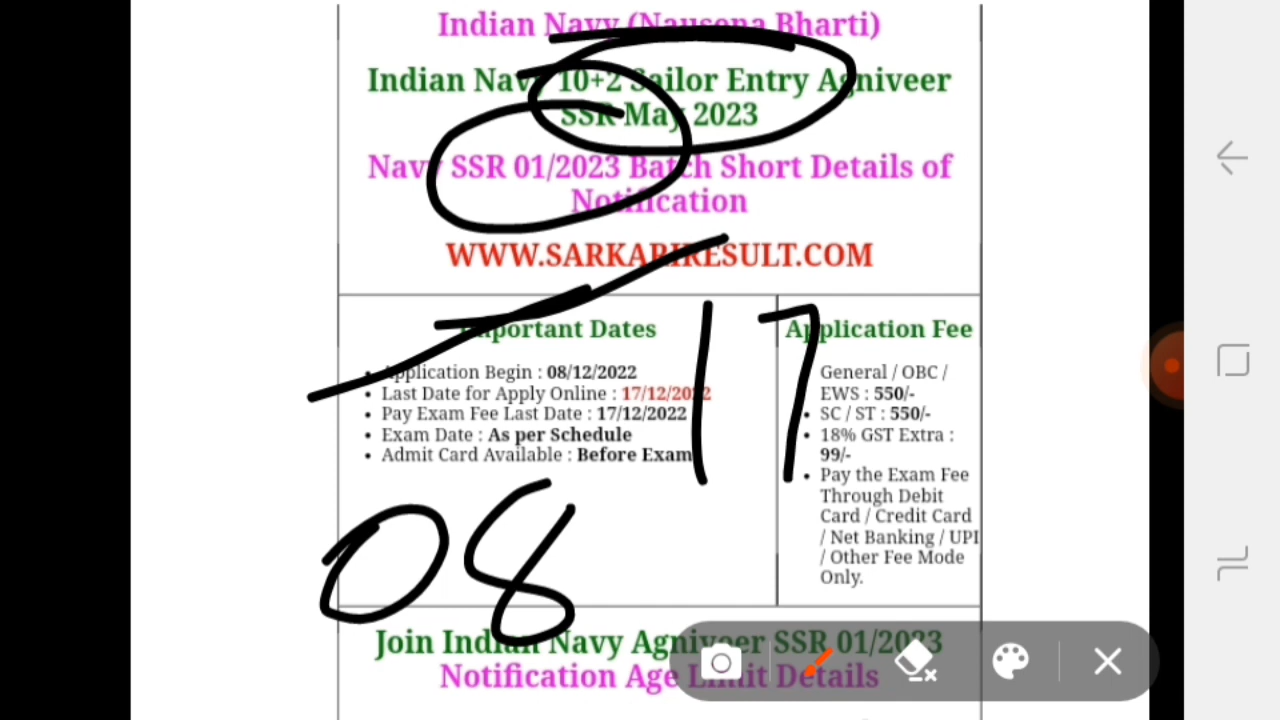 Indian Navy (Nausena Bharti)
Indian Navy 10+2 Sailor Entry Agniveer
SSR May 2023
Navy SSR 01/2023 Batch Short Details of
Notification
WWW.SARKARIRESULT.COM
Important Dates
Application Begin : 08/12/2022
Last Date for Apply Online : 17/12/2022
Pay Exam Fee Last Date : 17/12/2022
Exam Date : As per Schedule
Admit Card Available : Before Exam
17
08
Application Fee
General / OBC /
EWS : 550/-
SC / ST : 550/-
18% GST Extra :
99/-
Pay the Exam Fee
Through Debit
Card / Credit Card
/ Net Banking / UPI
/ Other Fee Mode
Only.
Join Indian Navy Agniveer SSR 01/2023
Notification Age Limit Details